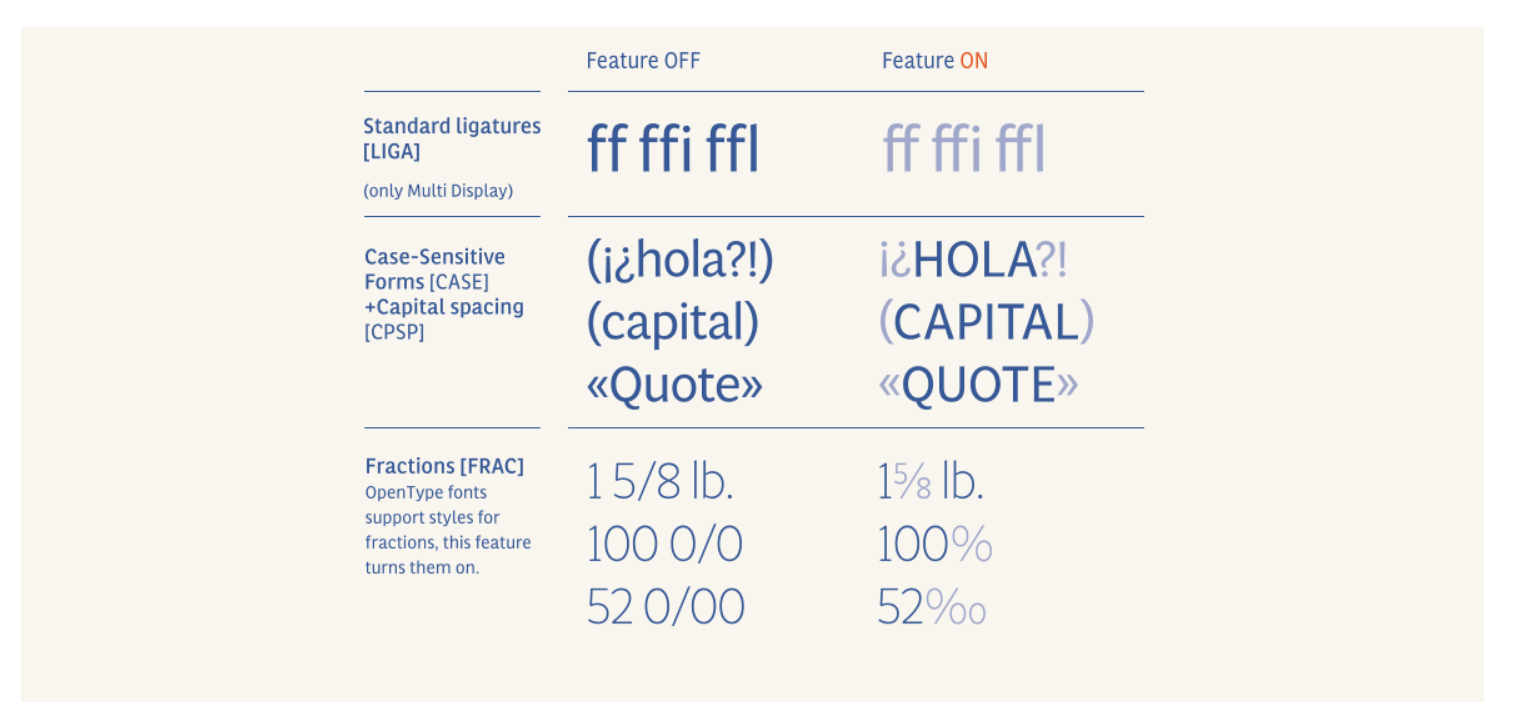 Feature OFF Feature ON
Standard ligatures
[LIGA]
(only Multi Display)
ff ffi ffl ff ffi ffl
Case-Sensitive
Forms [CASE]
+Capital spacing
[CPSP]
(¡¿hola?!) ¡¿HOLA?!
(capital) (CAPITAL)
«Quote» «QUOTE»
Fractions [FRAC]
OpenType fonts
support styles for
fractions, this feature
turns them on.
1 5/8 lb. 1⅝ lb.
100 0/0 100%
52 0/00 52‰